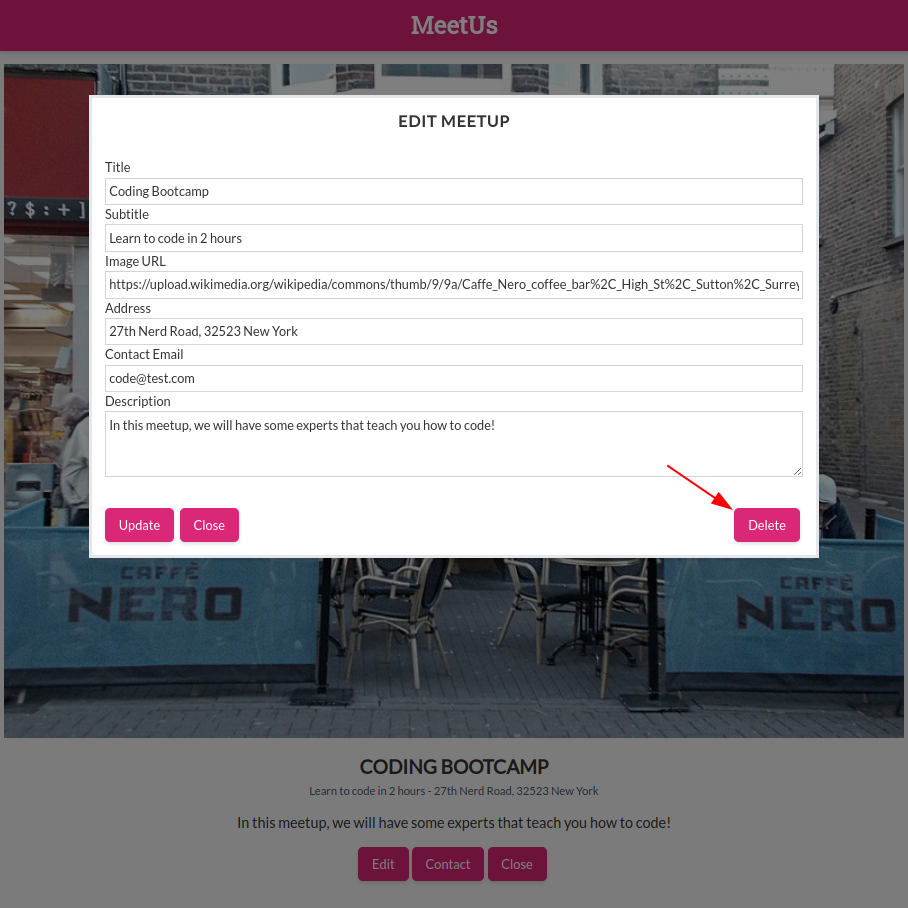 MeetUs
? $ : + ]
EDIT MEETUP
Title
Coding Bootcamp
Subtitle
Learn to code in 2 hours
Image URL
https://upload.wikimedia.org/wikipedia/commons/thumb/9/9a/Caffe_Nero_coffee_bar%2C_High_St%2C_Sutton%2C_Surrey
Address
27th Nerd Road, 32523 New York
Contact Email
code@test.com
Description
In this meetup, we will have some experts that teach you how to code!
Update Close Delete
CAFFÈ
NERO
CAFFÈ
NERO
CODING BOOTCAMP
Learn to code in 2 hours - 27th Nerd Road, 32523 New York
In this meetup, we will have some experts that teach you how to code!
Edit Contact Close